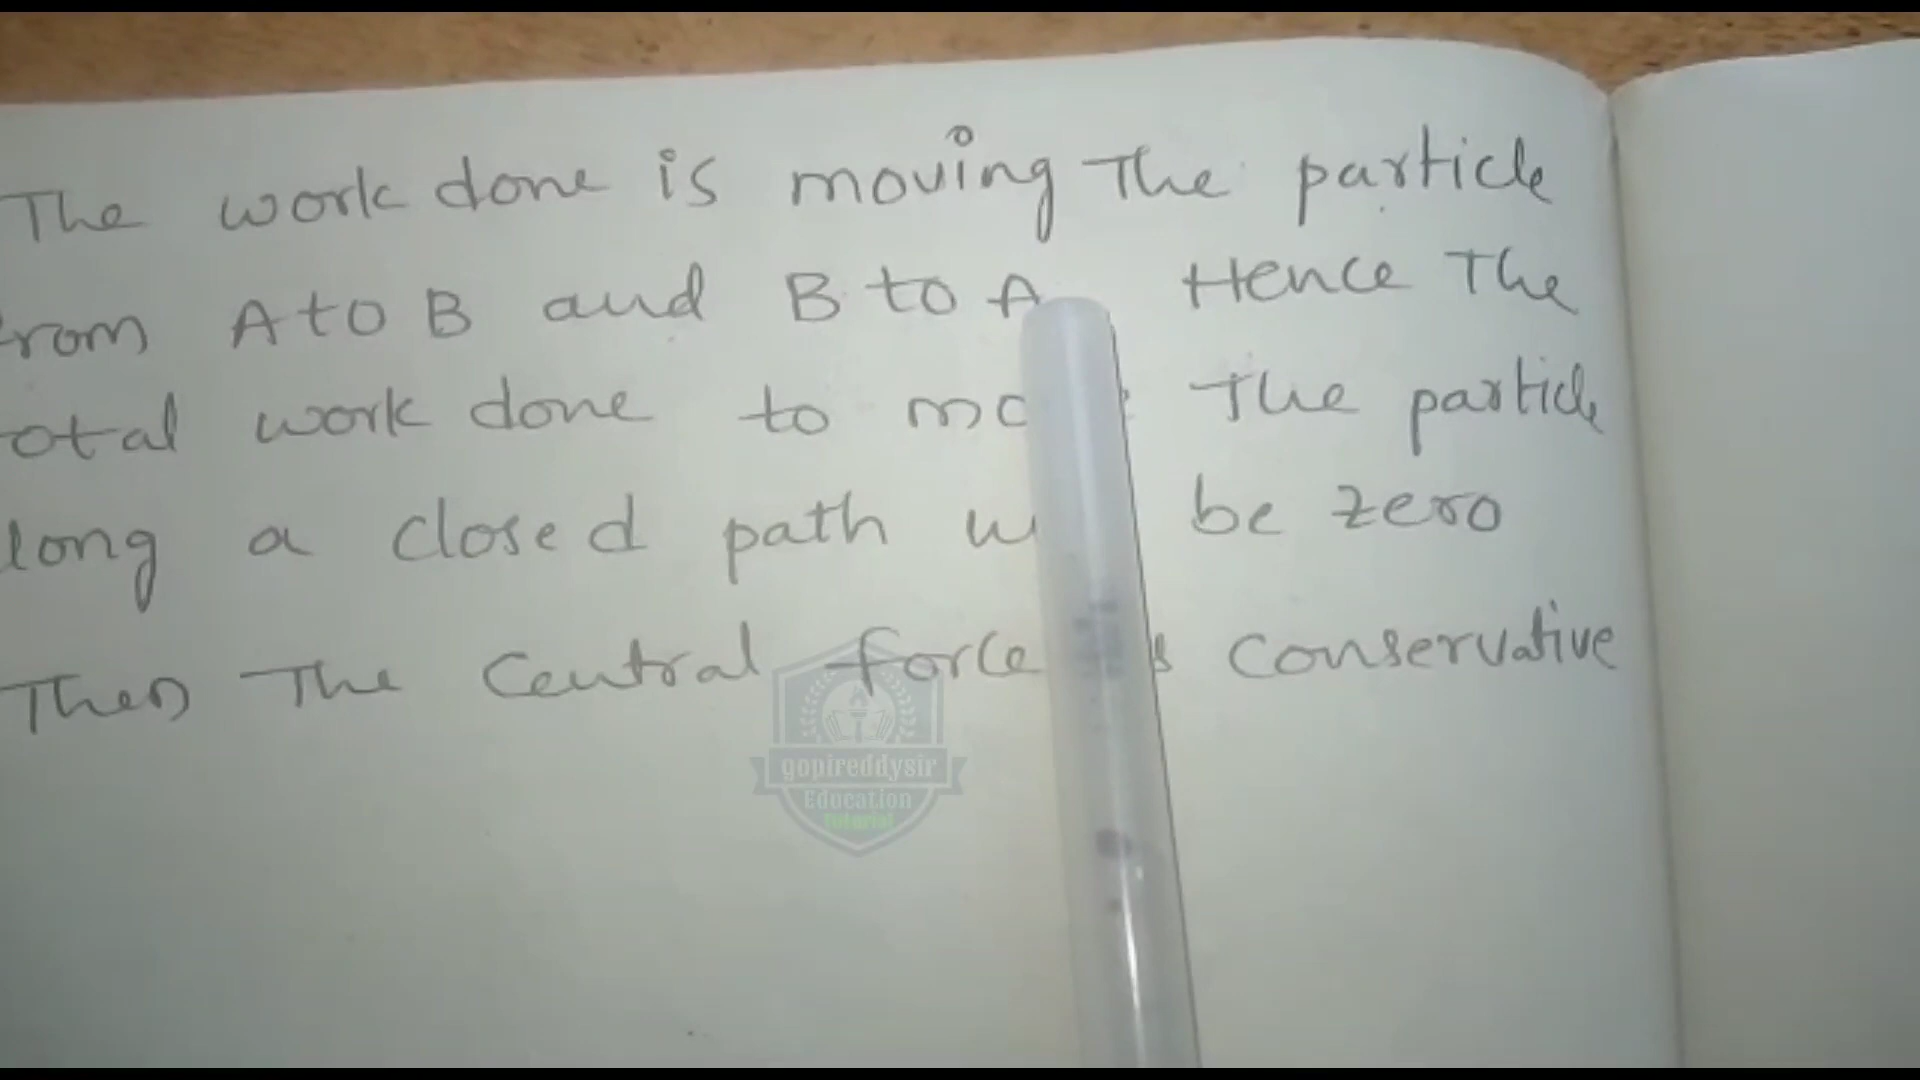 The work done is moving The particle
rom A to B and B to A Hence The
otal work done to The particle
long a closed path be zero
Then The Central force conservative
gopireddysir
Education
tutorial